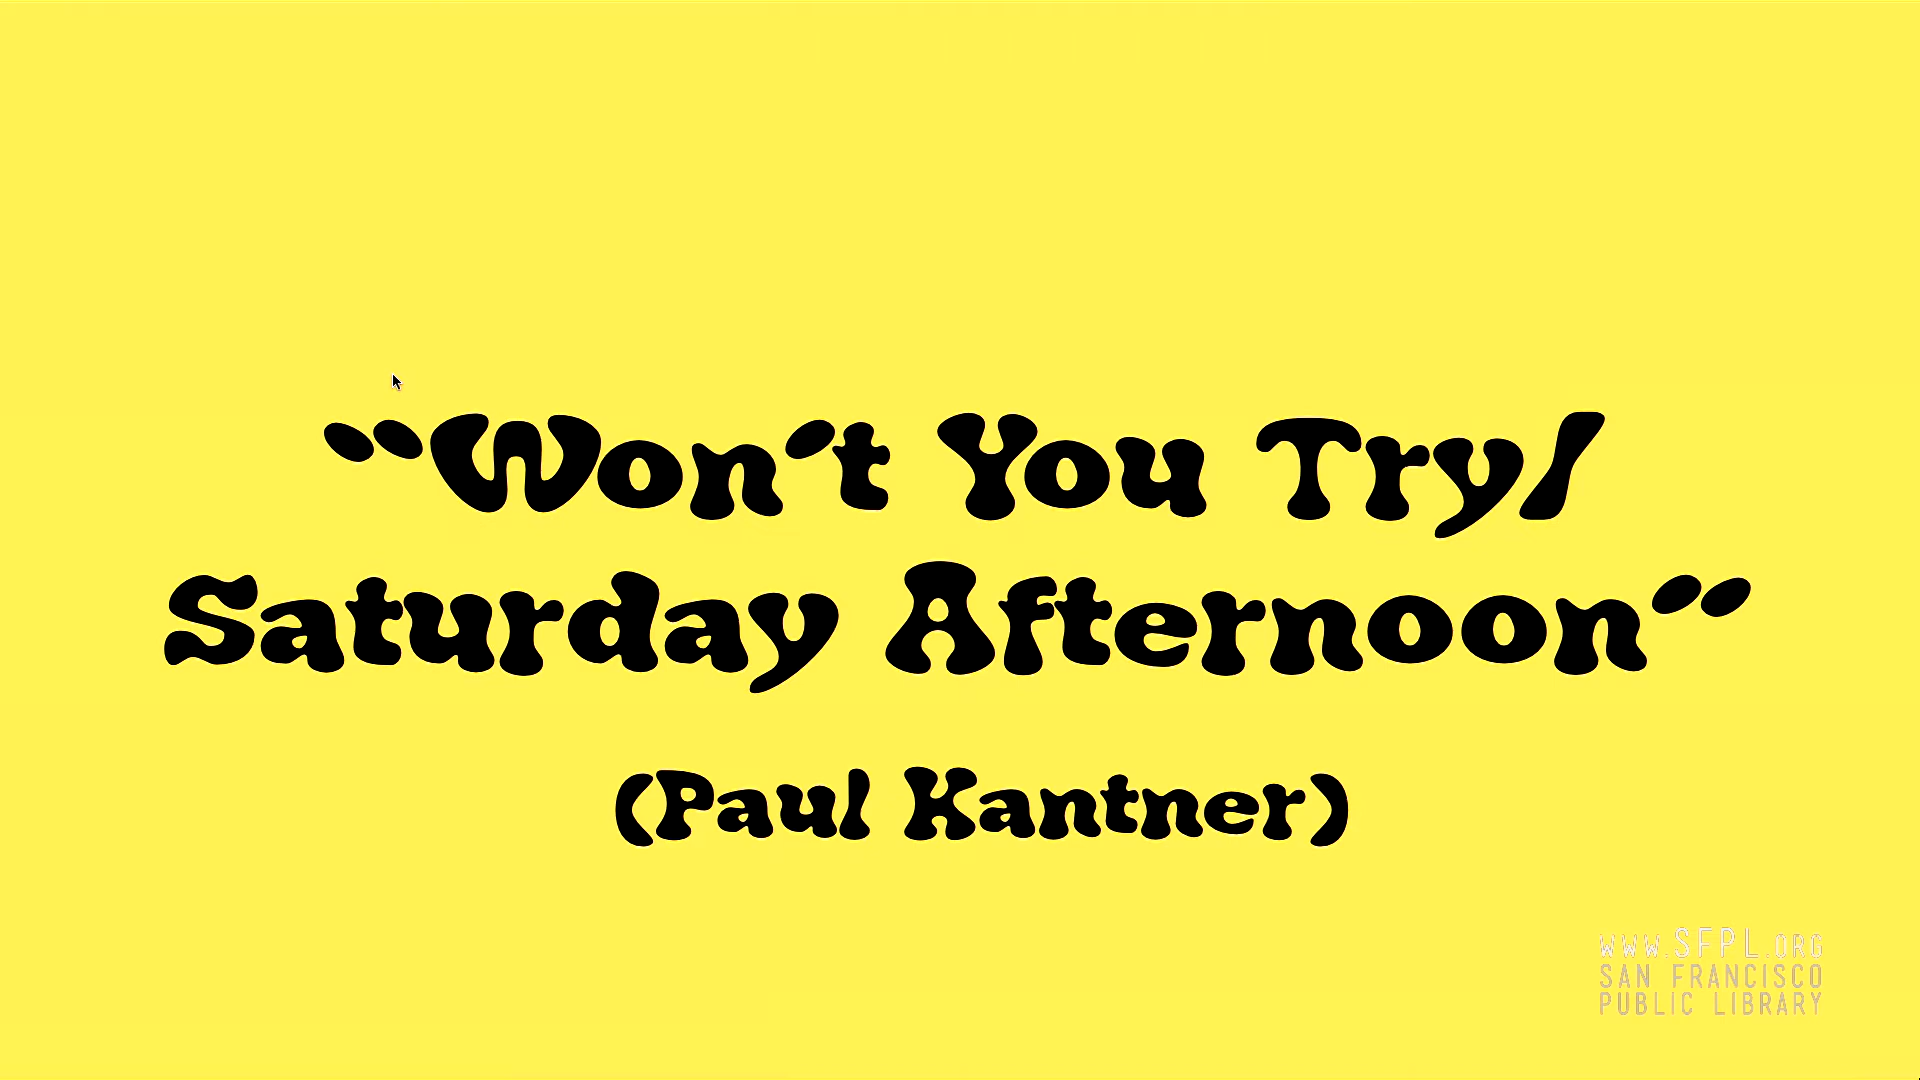 “Won’t You Try/
Saturday Afternoon”
(Paul Kantner)
WWW.SFPL.ORG
SAN FRANCISCO
PUBLIC LIBRARY